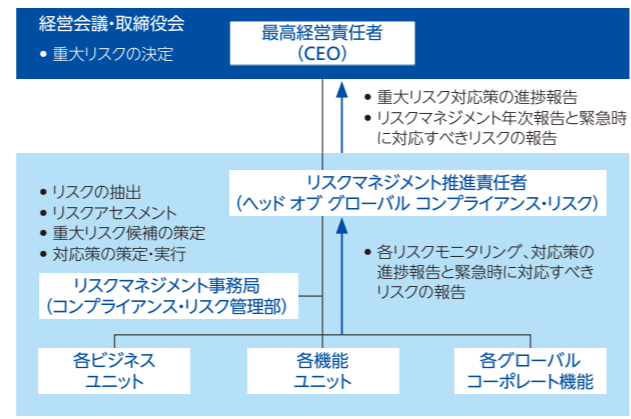 経営会議・取締役会
• 重大リスクの決定
最高経営責任者
（CEO）
• 重大リスク対応策の進捗報告
• リスクマネジメント年次報告と緊急時
に対応すべきリスクの報告
• リスクの抽出
• リスクアセスメント
• 重大リスク候補の策定
• 対応策の策定・実行
リスクマネジメント推進責任者
（ヘッド オブ グローバル コンプライアンス・リスク）
• 各リスクモニタリング、対応策の
進捗報告と緊急時に対応すべき
リスクの報告
リスクマネジメント事務局
（コンプライアンス・リスク管理部）
各ビジネス
ユニット
各機能
ユニット
各グローバル
コーポレート機能